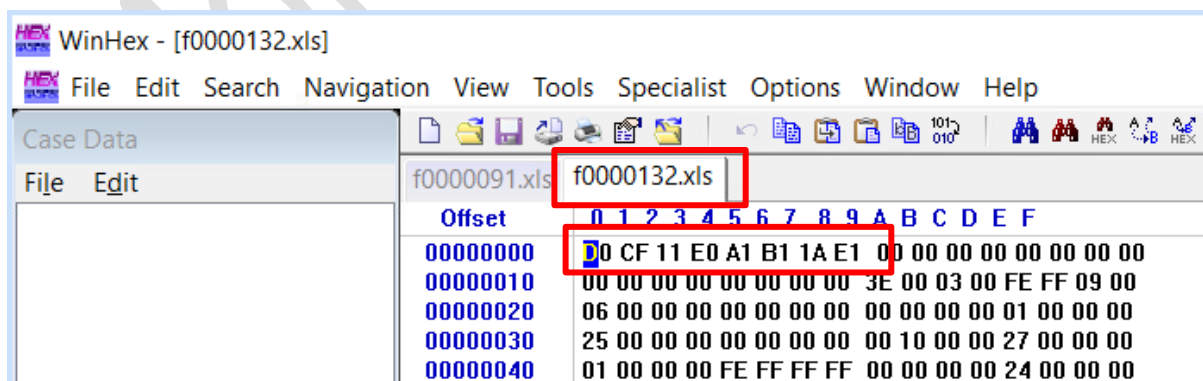 WinHex - [f0000132.xls]
File Edit Search Navigation View Tools Specialist Options Window Help
Case Data
File Edit
f0000091.xls f0000132.xls
Offset 0 1 2 3 4 5 6 7 8 9 A B C D E F
00000000 D0 CF 11 E0 A1 B1 1A E1 00 00 00 00 00 00 00 00
00000010 00 00 00 00 00 00 00 00 3E 00 03 00 FE FF 09 00
00000020 06 00 00 00 00 00 00 00 00 00 00 00 01 00 00 00
00000030 25 00 00 00 00 00 00 00 00 10 00 00 27 00 00 00
00000040 01 00 00 00 FE FF FF FF 00 00 00 00 24 00 00 00